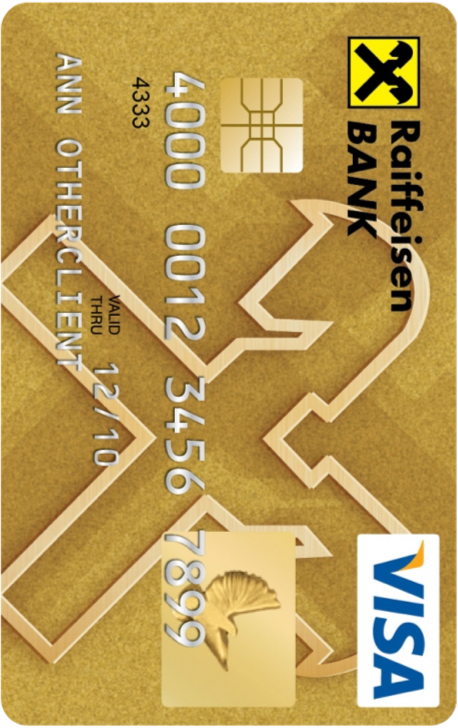 Raiffeisen
BANK
VISA
4000 0012 3456 7899
4333
VALID
THRU
12/10
ANN OTHERCLIENT